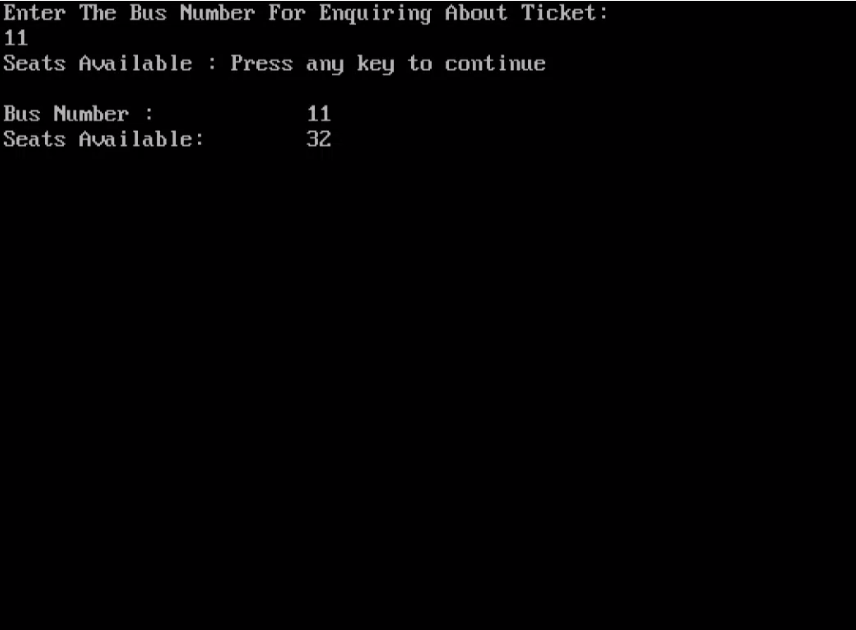 Enter The Bus Number For Enquiring About Ticket:
11
Seats Available : Press any key to continue
Bus Number : 11
Seats Available: 32